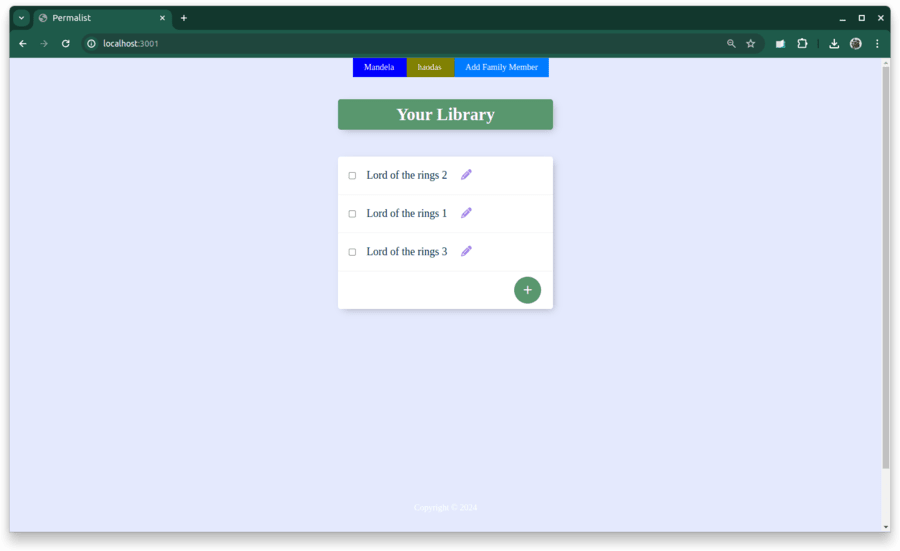 Permalist
localhost:3001
Mandela
Add Family Member
Your Library
Lord of the rings 2
Lord of the rings 1
Lord of the rings 3
Copyright © 2024